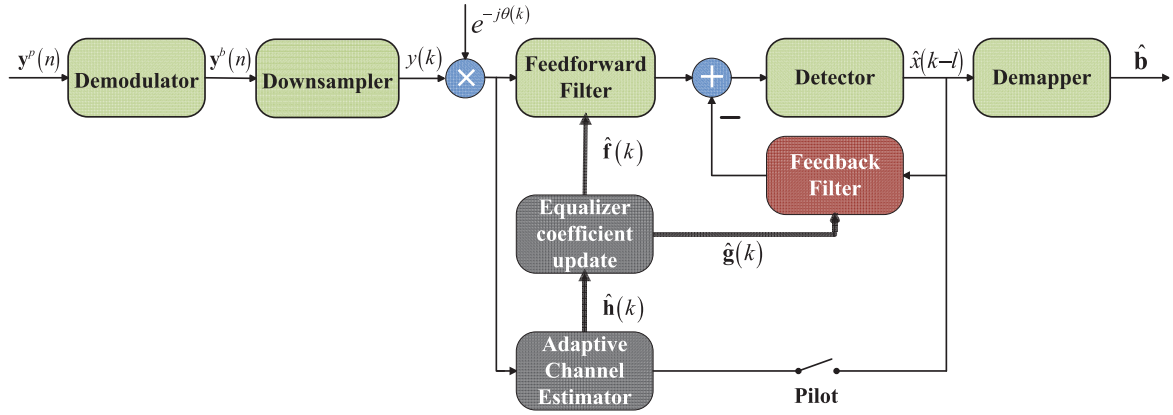 e^{-jθ(k)}
y^p(n)
Demodulator
y^b(n)
Downsampler
y(k)
×
Feedforward
Filter
+
−
Detector
x̂(k−l)
Demapper
b̂
f̂(k)
Feedback
Filter
Equalizer
coefficient
update
ĝ(k)
ĥ(k)
Adaptive
Channel
Estimator
Pilot